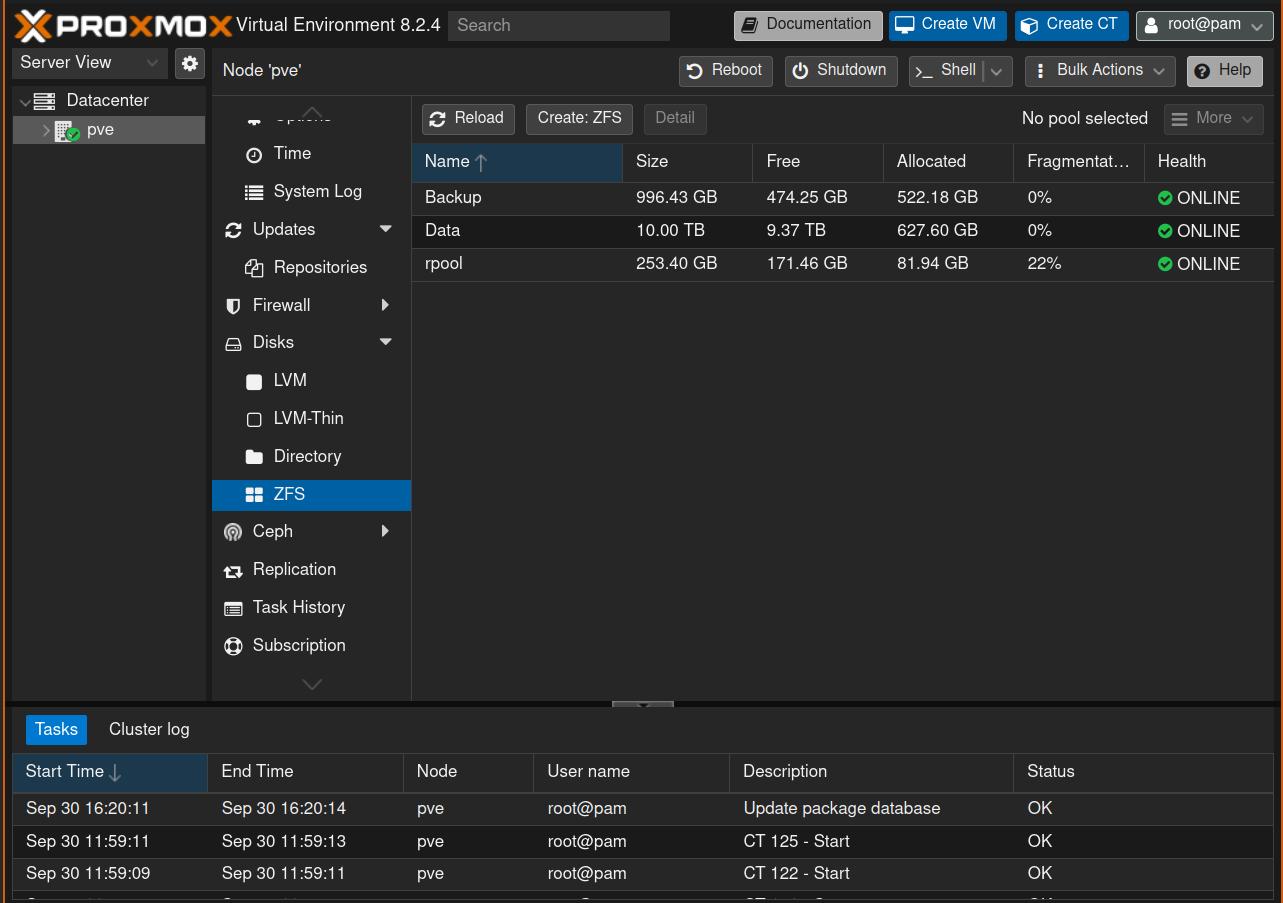 PROXMOX Virtual Environment 8.2.4 Search Documentation Create VM Create CT root@pam
Server View
Datacenter
pve
Node 'pve' Reboot Shutdown >_ Shell Bulk Actions Help
Options
Time
System Log
Updates
Repositories
Firewall
Disks
LVM
LVM-Thin
Directory
ZFS
Ceph
Replication
Task History
Subscription
Reload Create: ZFS Detail No pool selected More
Name Size Free Allocated Fragmentat... Health
Backup 996.43 GB 474.25 GB 522.18 GB 0% ONLINE
Data 10.00 TB 9.37 TB 627.60 GB 0% ONLINE
rpool 253.40 GB 171.46 GB 81.94 GB 22% ONLINE
Tasks Cluster log
Start Time End Time Node User name Description Status
Sep 30 16:20:11 Sep 30 16:20:14 pve root@pam Update package database OK
Sep 30 11:59:11 Sep 30 11:59:13 pve root@pam CT 125 - Start OK
Sep 30 11:59:09 Sep 30 11:59:11 pve root@pam CT 122 - Start OK